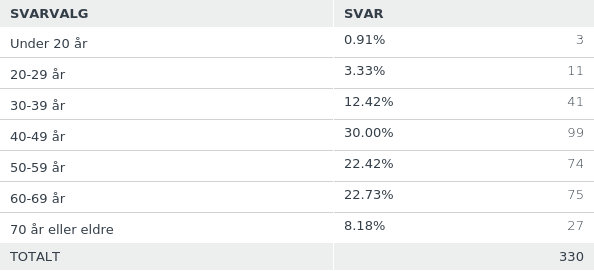 SVARVALG SVAR
Under 20 år 0.91% 3
20-29 år 3.33% 11
30-39 år 12.42% 41
40-49 år 30.00% 99
50-59 år 22.42% 74
60-69 år 22.73% 75
70 år eller eldre 8.18% 27
TOTALT 330